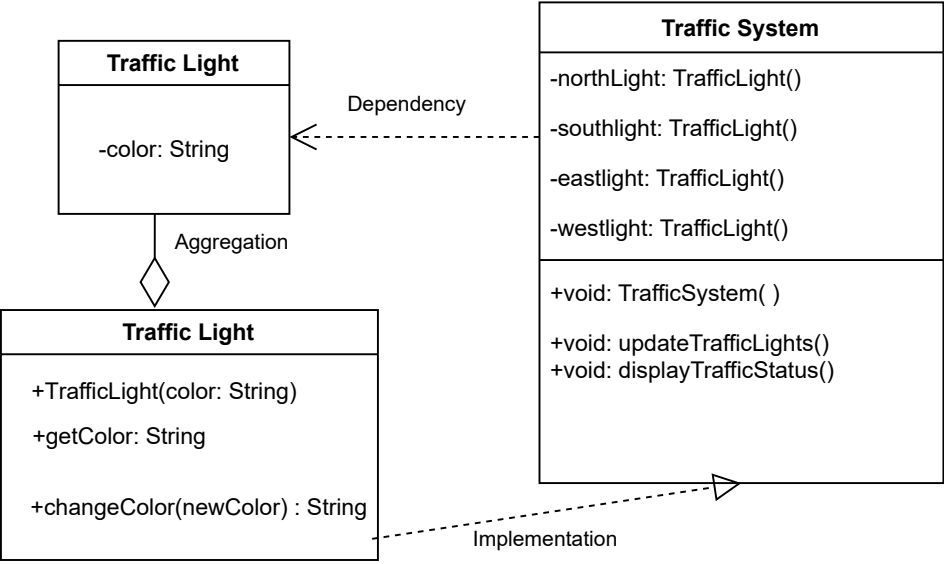 Traffic Light
-color: String
Aggregation
Traffic Light
+TrafficLight(color: String)
+getColor: String
+changeColor(newColor) : String
Dependency
Implementation
Traffic System
-northLight: TrafficLight()
-southlight: TrafficLight()
-eastlight: TrafficLight()
-westlight: TrafficLight()
+void: TrafficSystem( )
+void: updateTrafficLights()
+void: displayTrafficStatus()